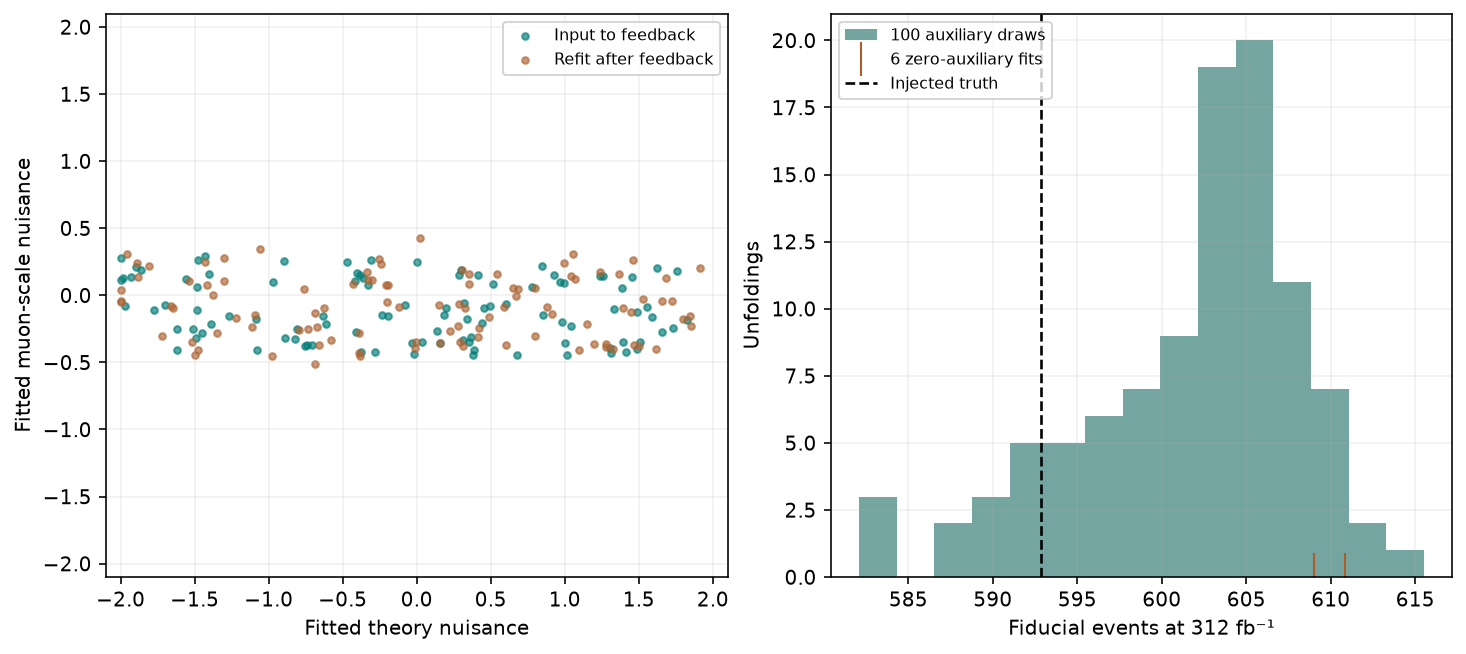 2.0
1.5
1.0
0.5
0.0
−0.5
−1.0
−1.5
−2.0
Fitted muon-scale nuisance
−2.0 −1.5 −1.0 −0.5 0.0 0.5 1.0 1.5 2.0
Fitted theory nuisance
Input to feedback
Refit after feedback
20.0
17.5
15.0
12.5
10.0
7.5
5.0
2.5
0.0
Unfoldings
585 590 595 600 605 610 615
Fiducial events at 312 fb⁻¹
100 auxiliary draws
6 zero-auxiliary fits
Injected truth